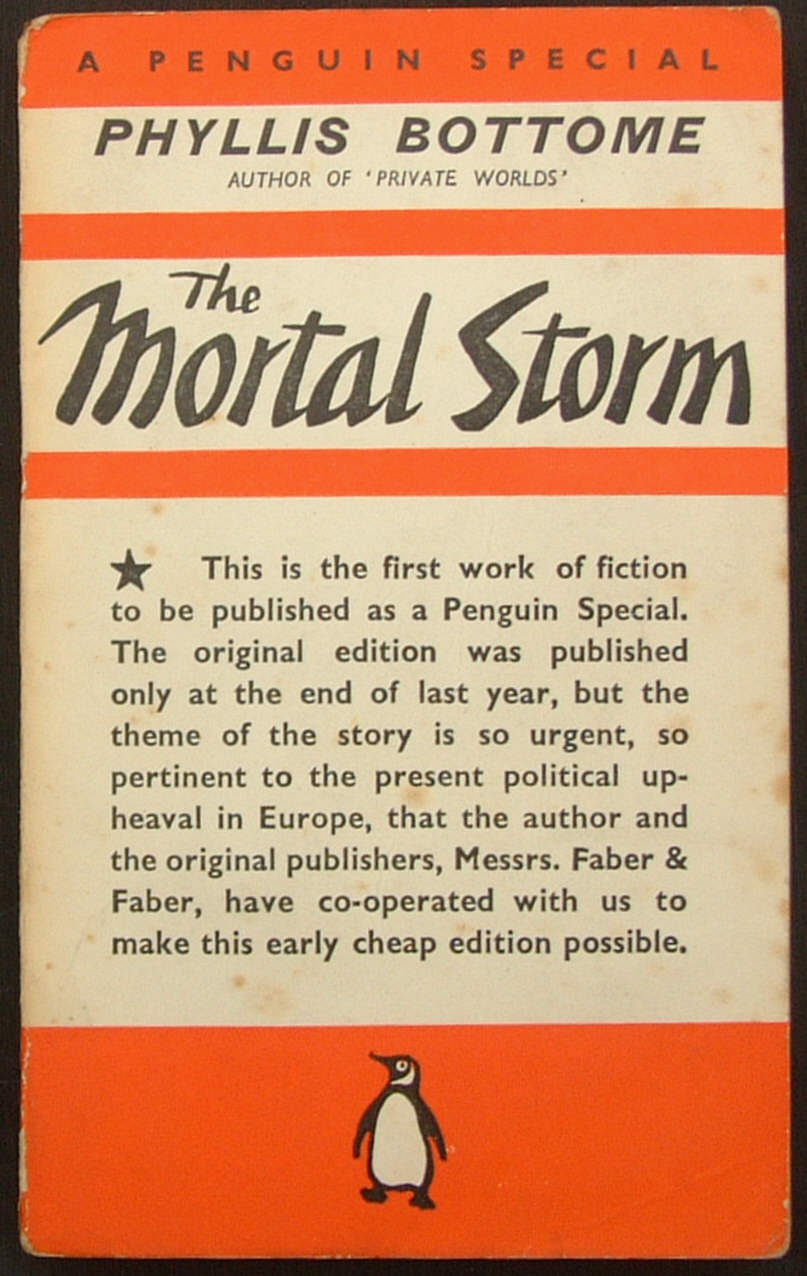 A PENGUIN SPECIAL
PHYLLIS BOTTOME
AUTHOR OF 'PRIVATE WORLDS'
The
Mortal Storm
★ This is the first work of fiction
to be published as a Penguin Special.
The original edition was published
only at the end of last year, but the
theme of the story is so urgent, so
pertinent to the present political up-
heaval in Europe, that the author and
the original publishers, Messrs. Faber &
Faber, have co-operated with us to
make this early cheap edition possible.